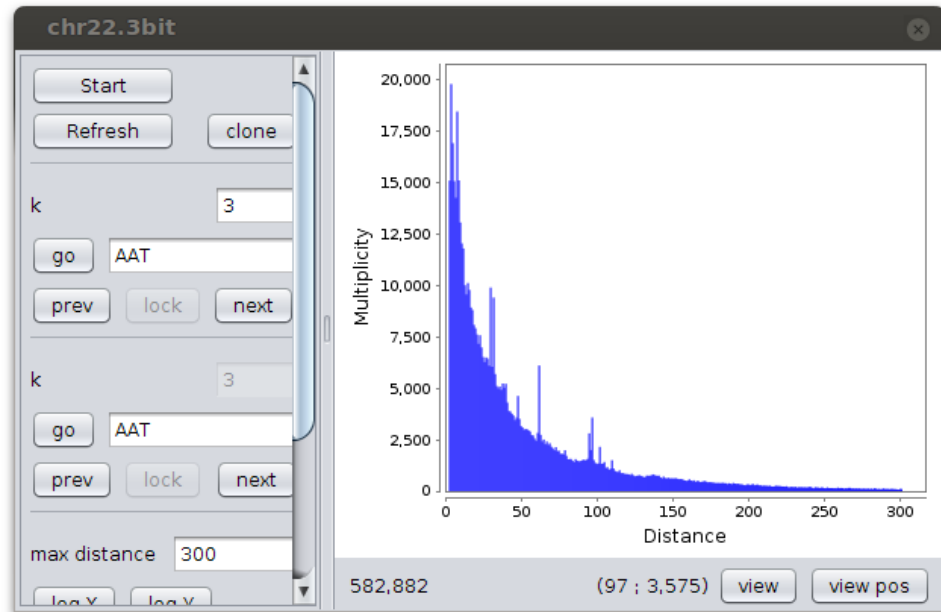 chr22.3bit
Start
Refresh clone
k 3
go AAT
prev lock next
k 3
go AAT
prev lock next
max distance 300
log X log Y
20,000
17,500
15,000
12,500
10,000
7,500
5,000
2,500
0
Multiplicity
0 50 100 150 200 250 300
Distance
582,882 (97 ; 3,575) view view pos